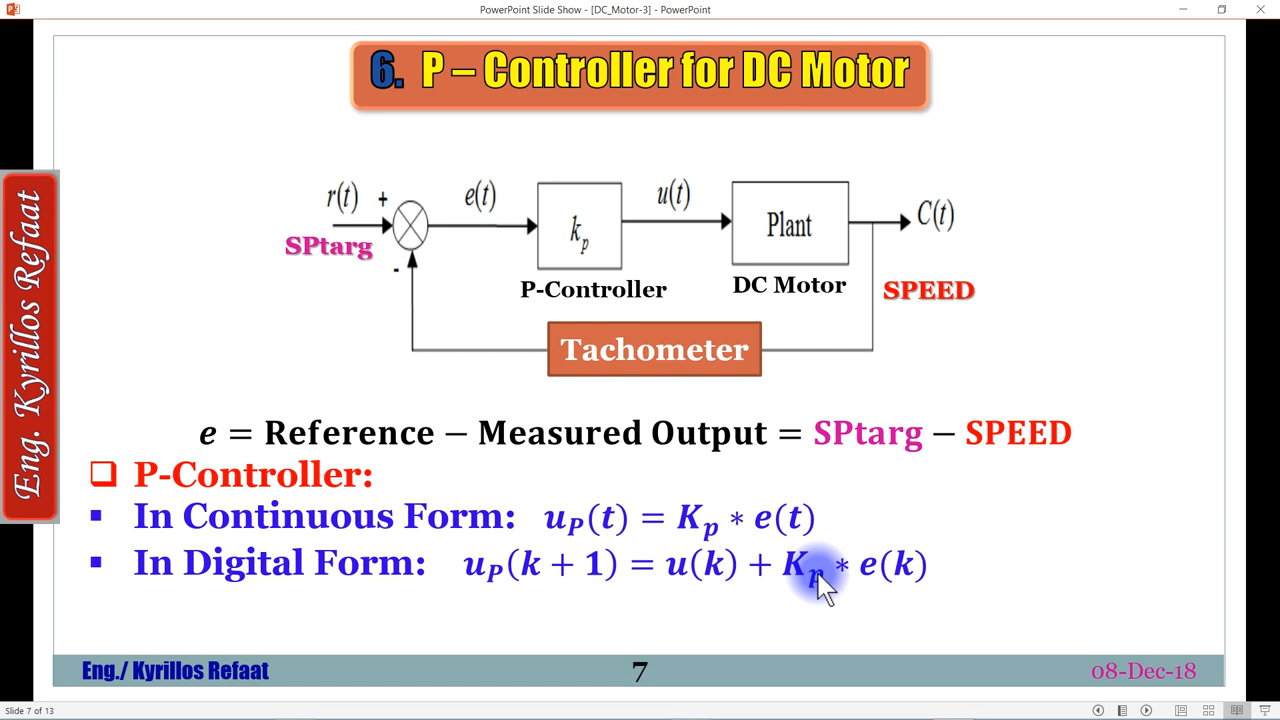 PowerPoint Slide Show - [DC_Motor-3] - PowerPoint
6. P – Controller for DC Motor
r(t) + e(t) u(t) C(t)
SPtarg
-
k_p
Plant
P-Controller
DC Motor
SPEED
Tachometer
e = Reference − Measured Output = SPtarg − SPEED
P-Controller:
In Continuous Form: u_P(t) = K_p ∗ e(t)
In Digital Form: u_P(k + 1) = u(k) + K_p ∗ e(k)
Eng. Kyrillos Refaat
Eng./ Kyrillos Refaat 7 08-Dec-18
Slide 7 of 13